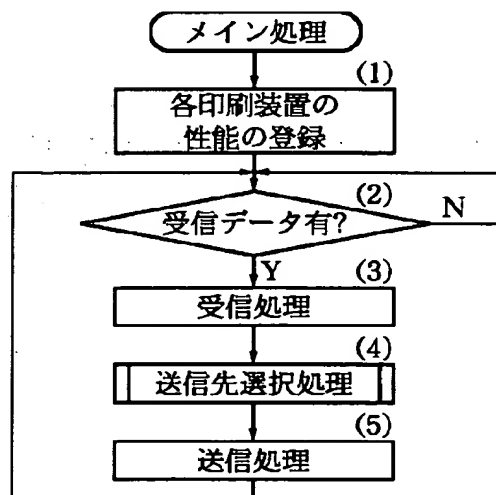 メイン処理
(1)
各印刷装置の
性能の登録
(2)
受信データ有?
N
Y
(3)
受信処理
(4)
送信先選択処理
(5)
送信処理